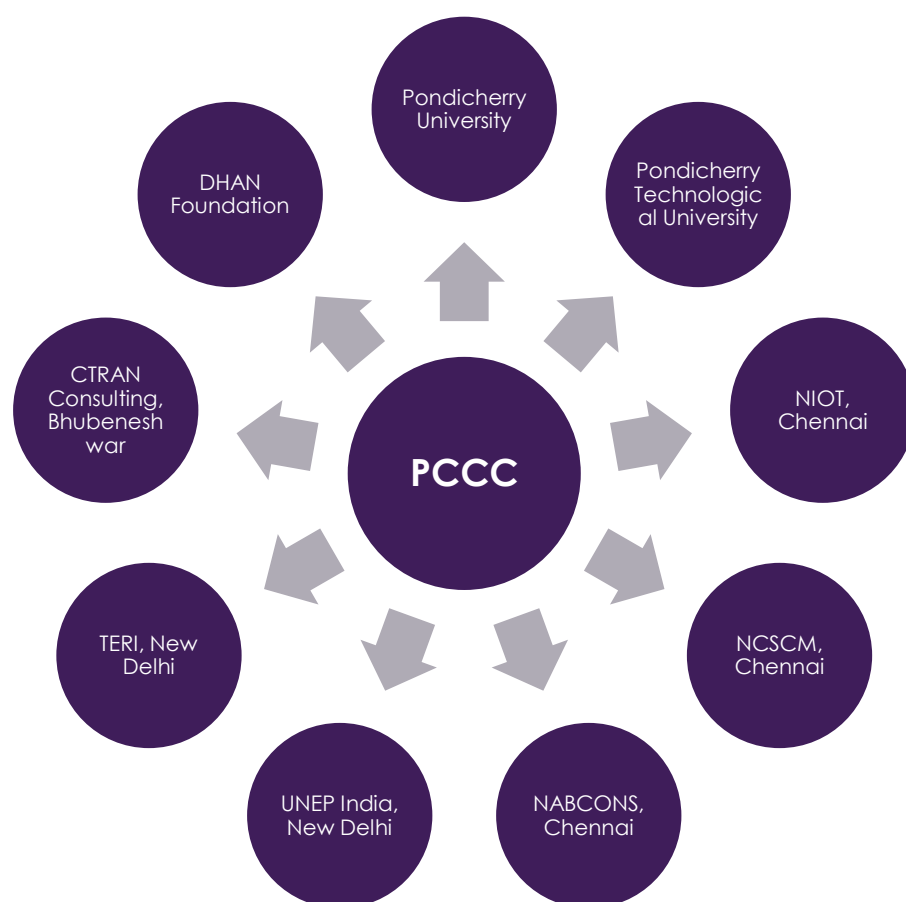 Pondicherry
University
Pondicherry
Technologic
al University
NIOT,
Chennai
NCSCM,
Chennai
NABCONS,
Chennai
UNEP India,
New Delhi
TERI, New
Delhi
CTRAN
Consulting,
Bhubenesh
war
DHAN
Foundation
PCCC